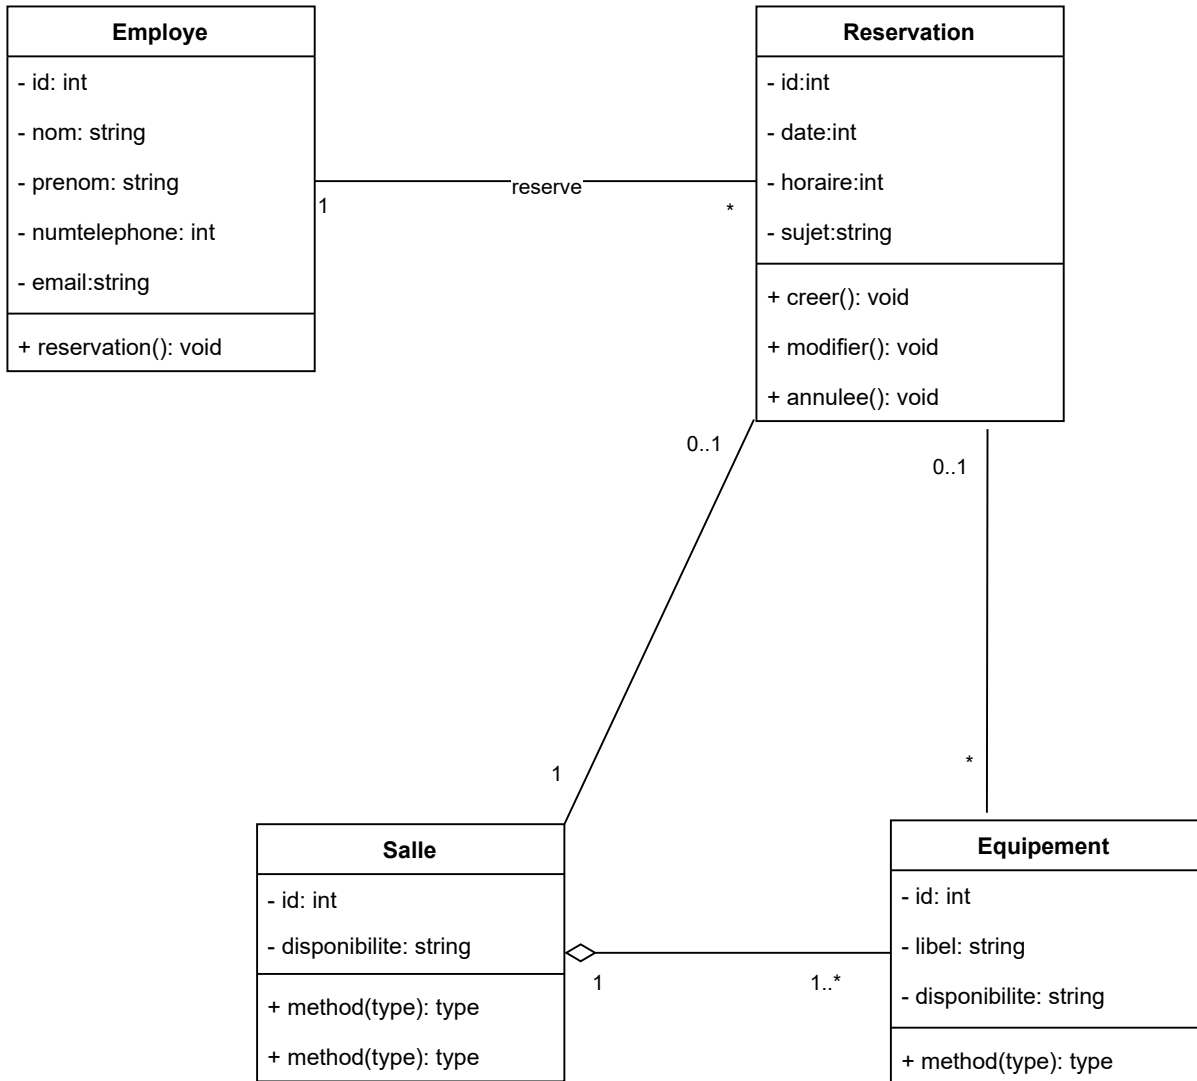 Employe
- id: int
- nom: string
- prenom: string
- numtelephone: int
- email:string
+ reservation(): void
reserve
1
*
Reservation
- id:int
- date:int
- horaire:int
- sujet:string
+ creer(): void
+ modifier(): void
+ annulee(): void
0..1
0..1
1
*
Salle
- id: int
- disponibilite: string
+ method(type): type
+ method(type): type
1
1..*
Equipement
- id: int
- libel: string
- disponibilite: string
+ method(type): type